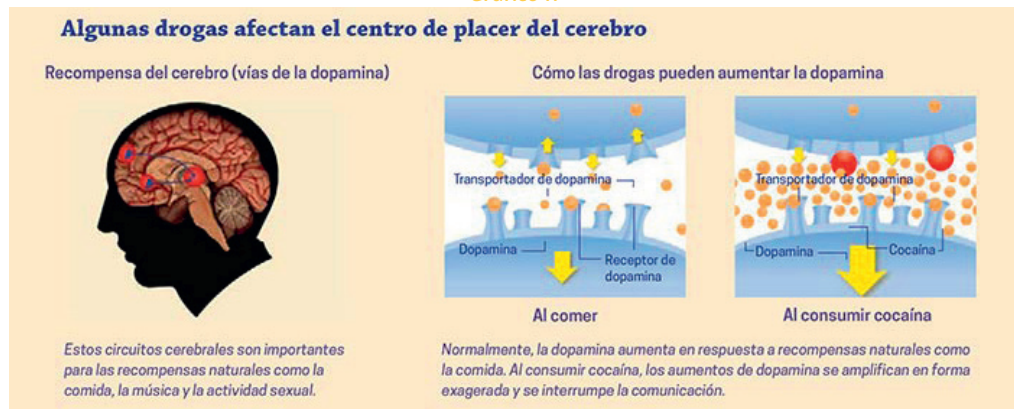 Algunas drogas afectan el centro de placer del cerebro
Recompensa del cerebro (vías de la dopamina)
Estos circuitos cerebrales son importantes
para las recompensas naturales como la
comida, la música y la actividad sexual.
Cómo las drogas pueden aumentar la dopamina
Transportador de dopamina
Dopamina
Receptor de
dopamina
Al comer
Transportador de dopamina
Dopamina
Cocaína
Al consumir cocaína
Normalmente, la dopamina aumenta en respuesta a recompensas naturales como
la comida. Al consumir cocaína, los aumentos de dopamina se amplifican en forma
exagerada y se interrumpe la comunicación.